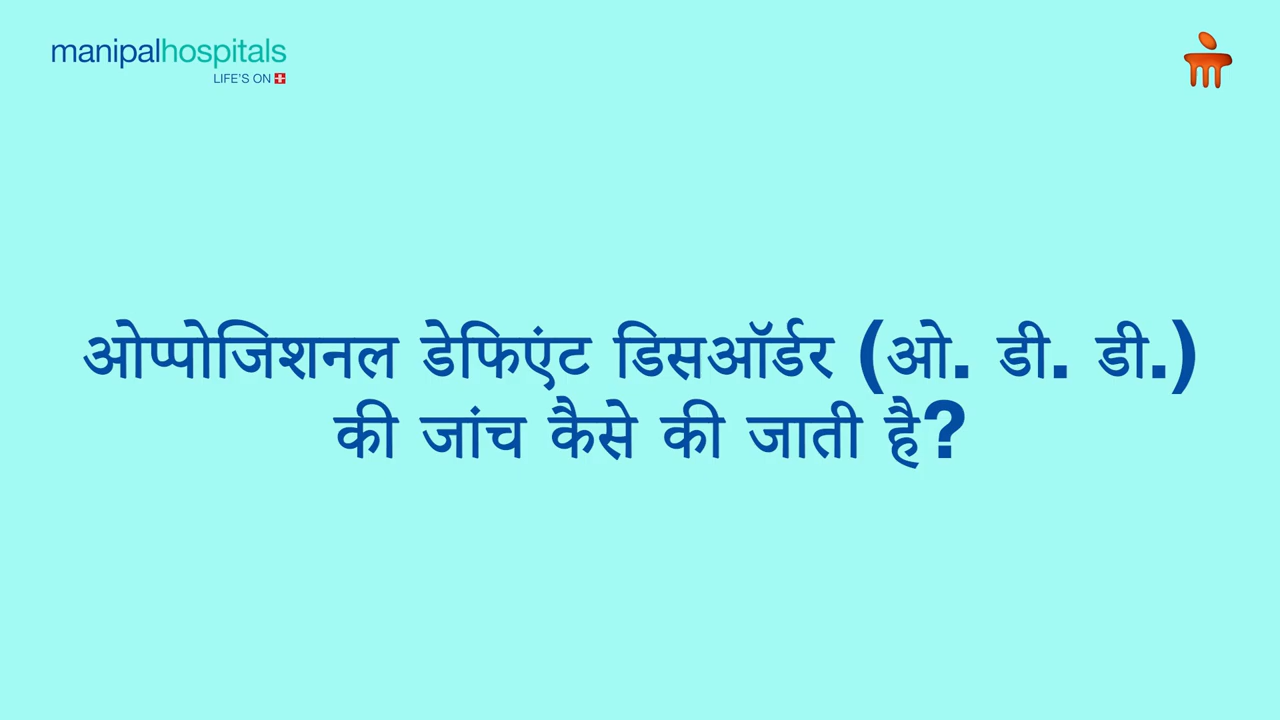 manipalhospitals
LIFE'S ON
ओप्पोजिशनल डेफिएंट डिसऑर्डर (ओ. डी. डी.)
की जांच कैसे की जाती है?